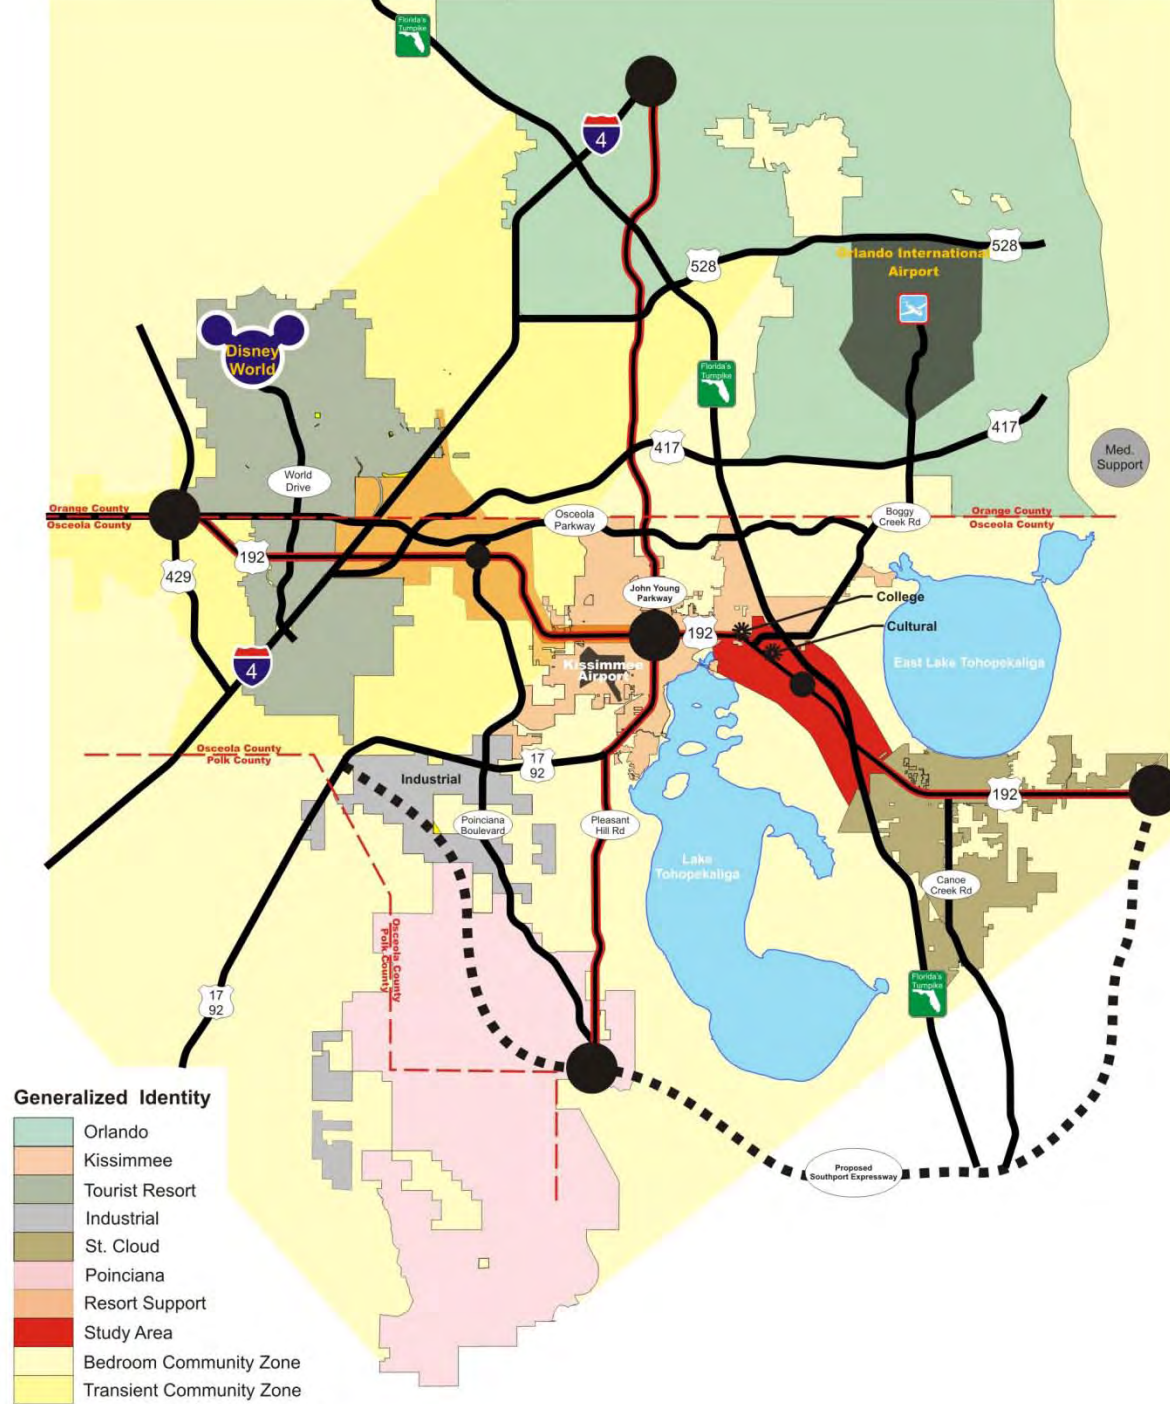 Florida's
Turnpike
4
528
528
Orlando International
Airport
Disney
World
Florida's
Turnpike
417
417
Med.
Support
World
Drive
Orange County
Osceola County
Osceola
Parkway
Boggy
Creek Rd
Orange County
Osceola County
192
429
John Young
Parkway
College
Cultural
192
Kissimmee
Airport
East Lake Tohopekaliga
4
Osceola County
Polk County
Industrial
17
92
192
Poinciana
Boulevard
Pleasant
Hill Rd
Lake
Tohopekaliga
Canoe
Creek Rd
Osceola County
Polk County
Florida's
Turnpike
17
92
Proposed
Southport Expressway
Generalized Identity
Orlando
Kissimmee
Tourist Resort
Industrial
St. Cloud
Poinciana
Resort Support
Study Area
Bedroom Community Zone
Transient Community Zone